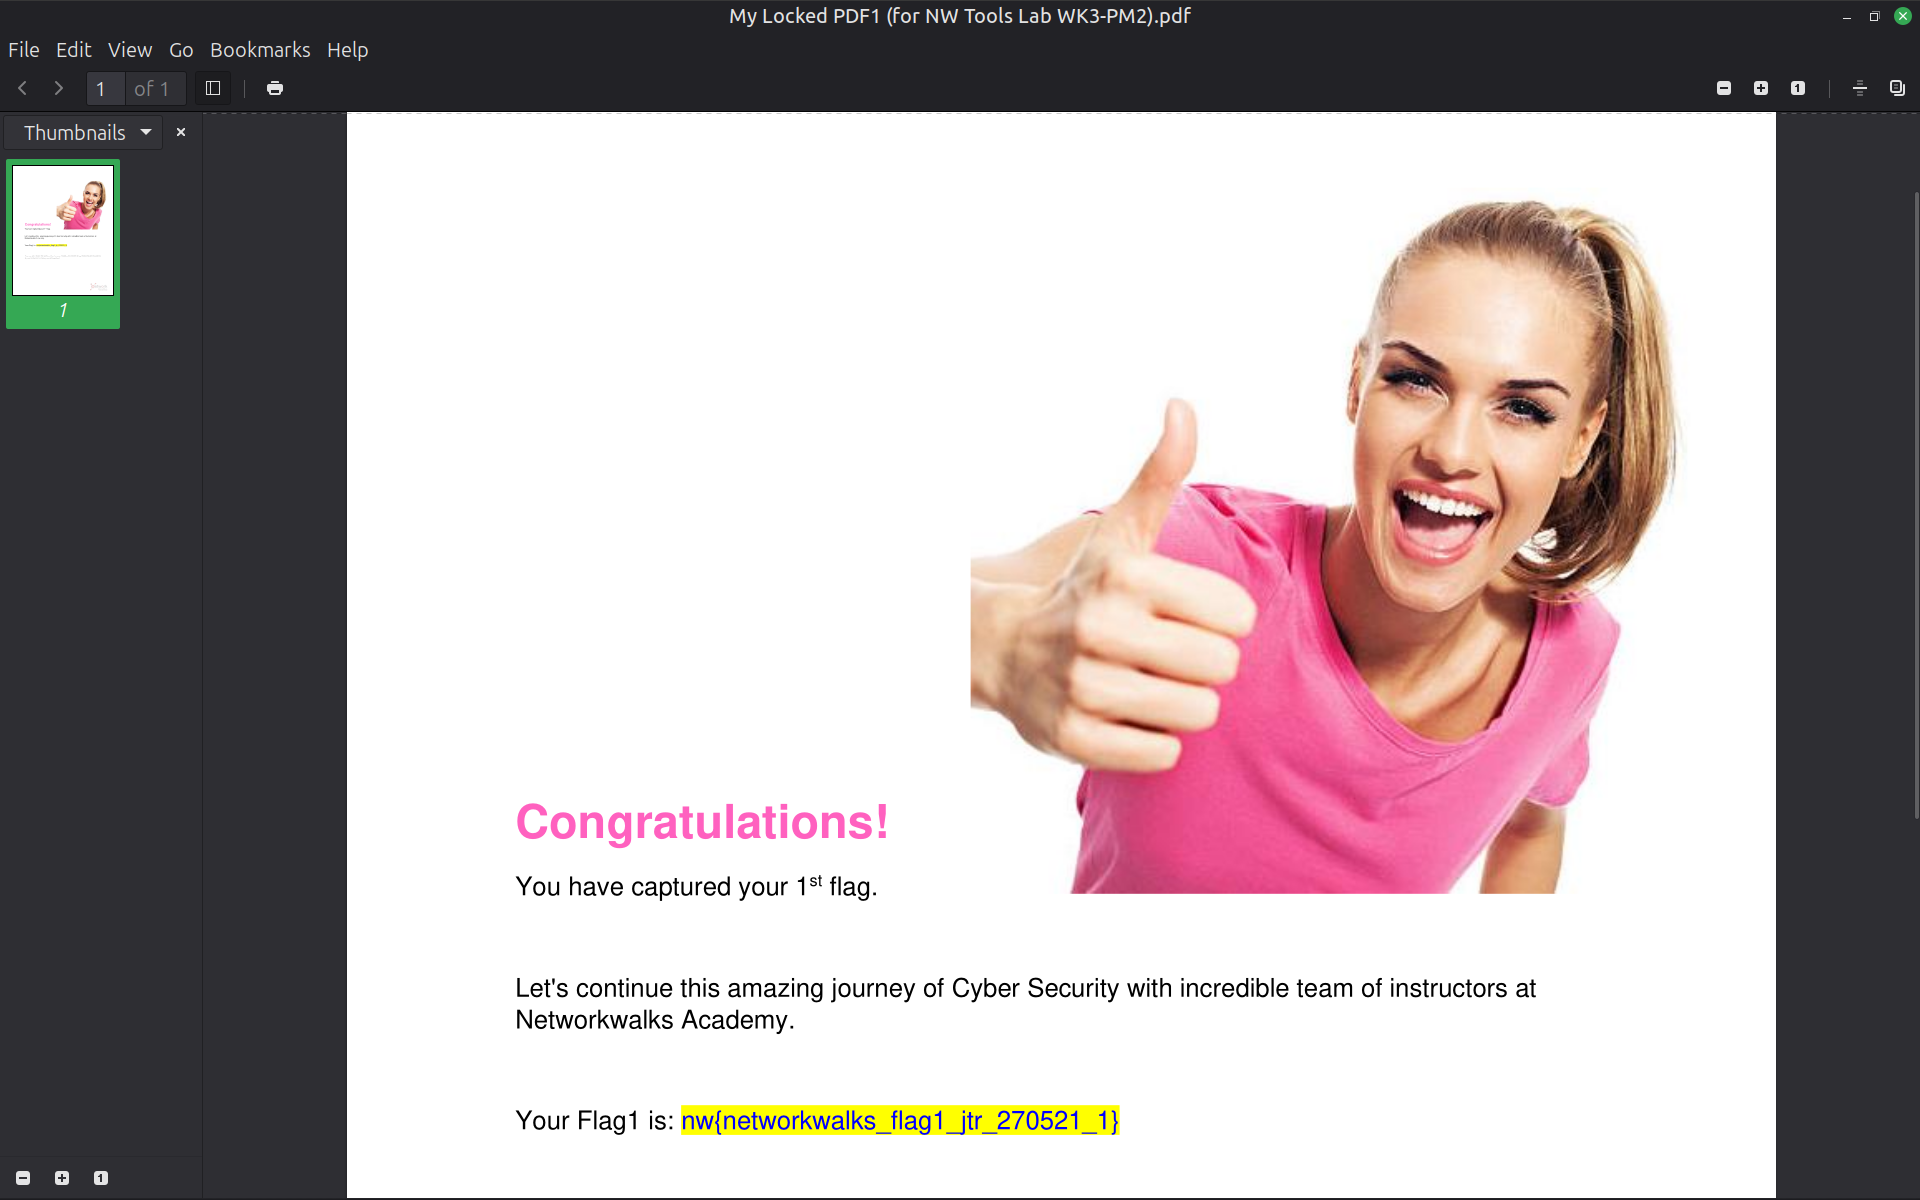 My Locked PDF1 (for NW Tools Lab WK3-PM2).pdf
File Edit View Go Bookmarks Help
1 of 1
Thumbnails
1
Congratulations!
You have captured your 1st flag.
Let's continue this amazing journey of Cyber Security with incredible team of instructors at
Networkwalks Academy.
Your Flag1 is: nw{networkwalks_flag1_jtr_270521_1}